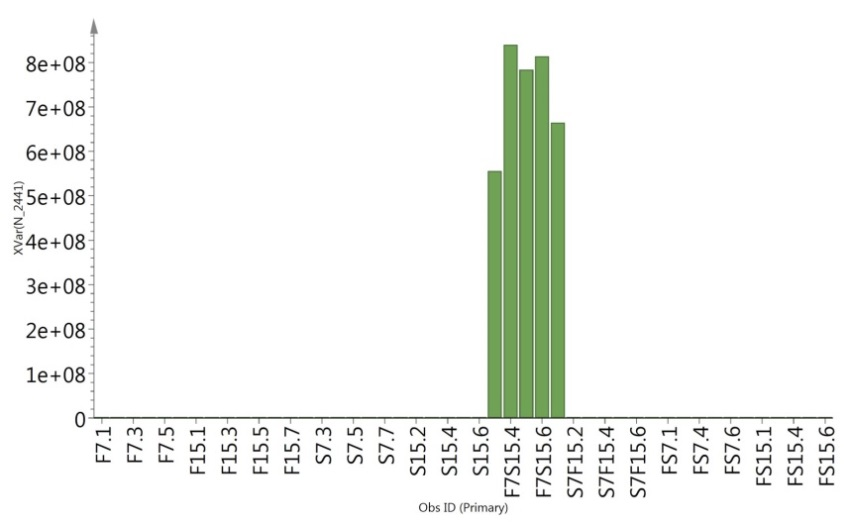 8e+08
7e+08
6e+08
5e+08
4e+08
3e+08
2e+08
1e+08
0
XVar(N_2441)
F7.1
F7.3
F7.5
F15.1
F15.3
F15.5
F15.7
S7.3
S7.5
S7.7
S15.2
S15.4
S15.6
F7S15.4
F7S15.6
S7F15.2
S7F15.4
S7F15.6
FS7.1
FS7.4
FS7.6
FS15.1
FS15.4
FS15.6
Obs ID (Primary)